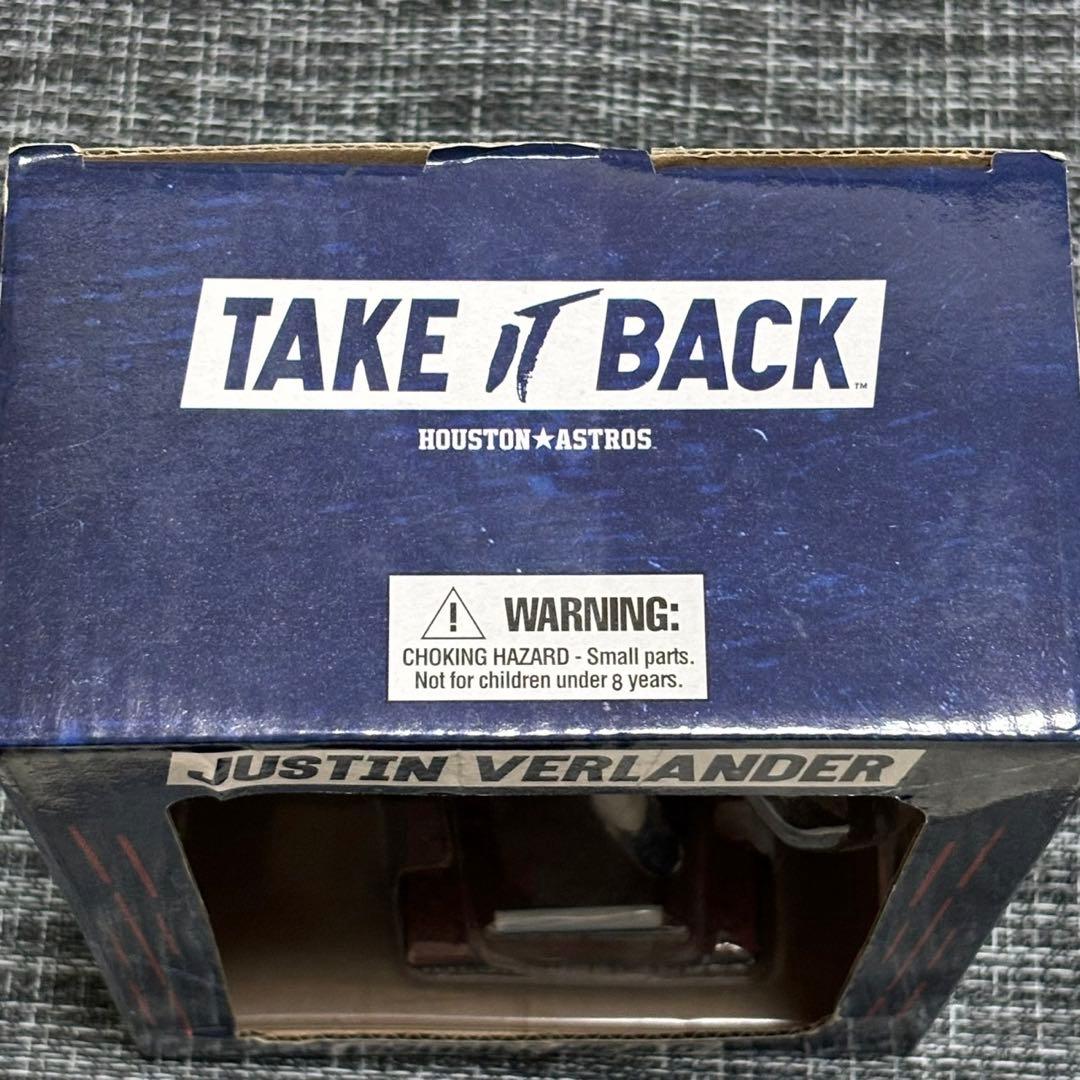 TAKE IT BACK™
HOUSTON★ASTROS
! WARNING:
CHOKING HAZARD - Small parts.
Not for children under 8 years.
JUSTIN VERLANDER